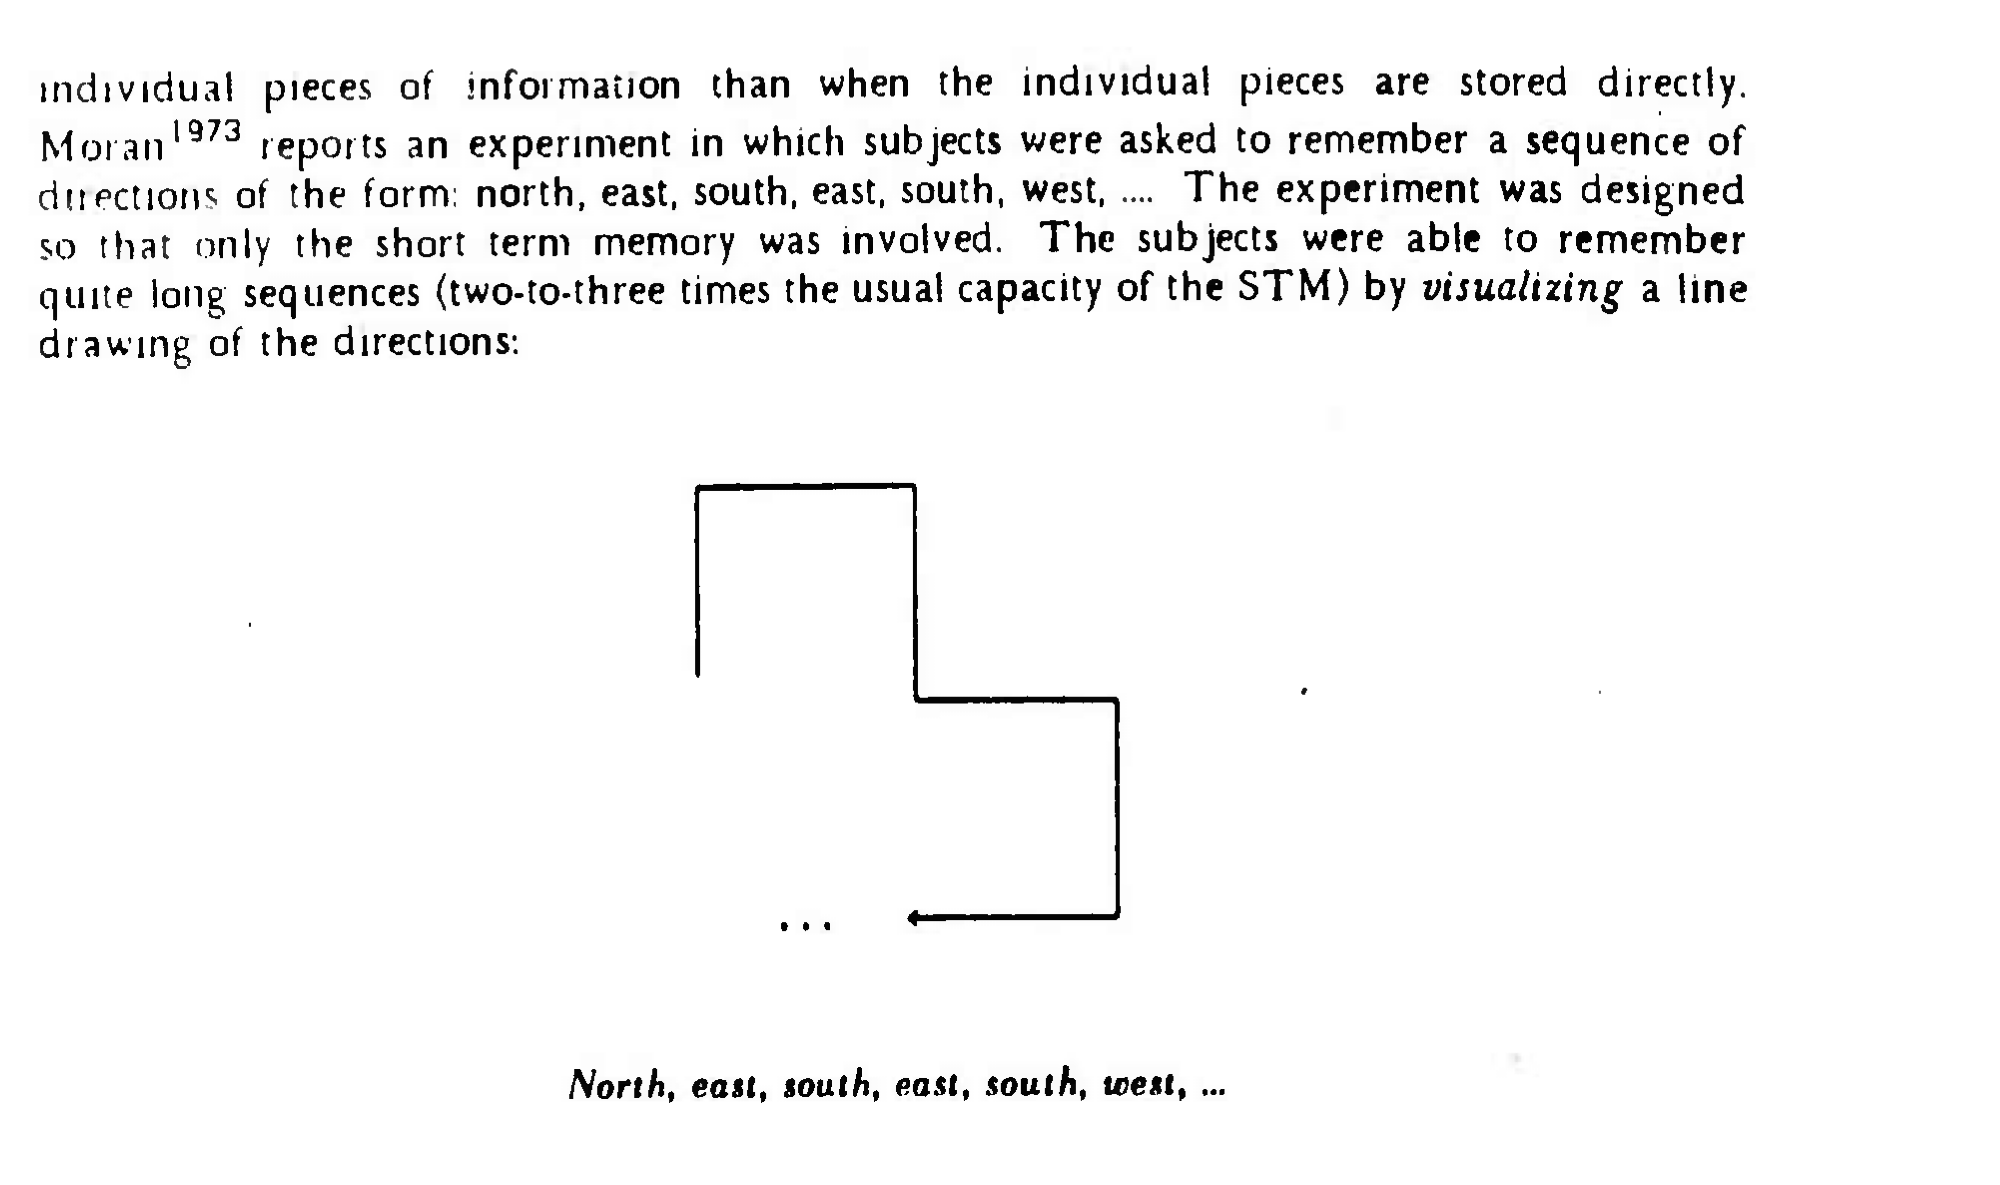 individual pieces of information than when the individual pieces are stored directly.
Moran1973 reports an experiment in which subjects were asked to remember a sequence of
directions of the form: north, east, south, east, south, west, .... The experiment was designed
so that only the short term memory was involved. The subjects were able to remember
quite long sequences (two-to-three times the usual capacity of the STM) by visualizing a line
drawing of the directions:
...
North, east, south, east, south, west, ...